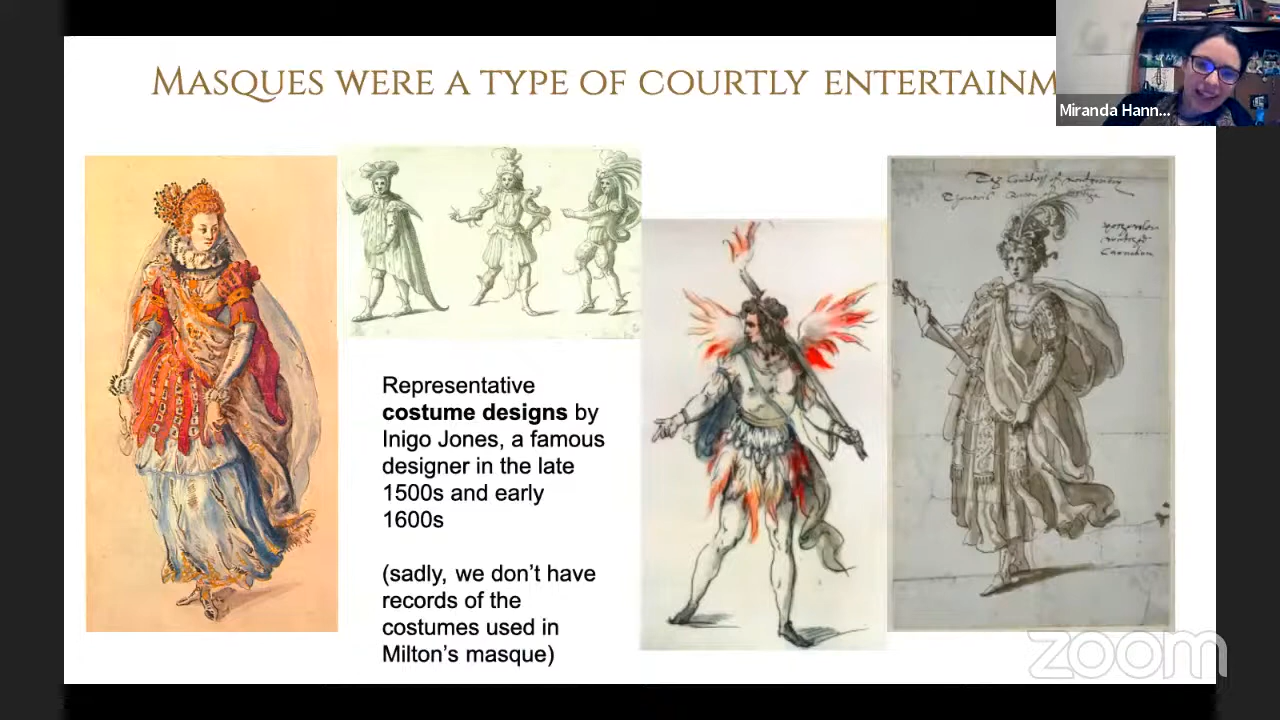 MASQUES WERE A TYPE OF COURTLY ENTERTAINM
Miranda Hann...
Representative
costume designs by
Inigo Jones, a famous
designer in the late
1500s and early
1600s
(sadly, we don't have
records of the
costumes used in
Milton's masque)
zoom